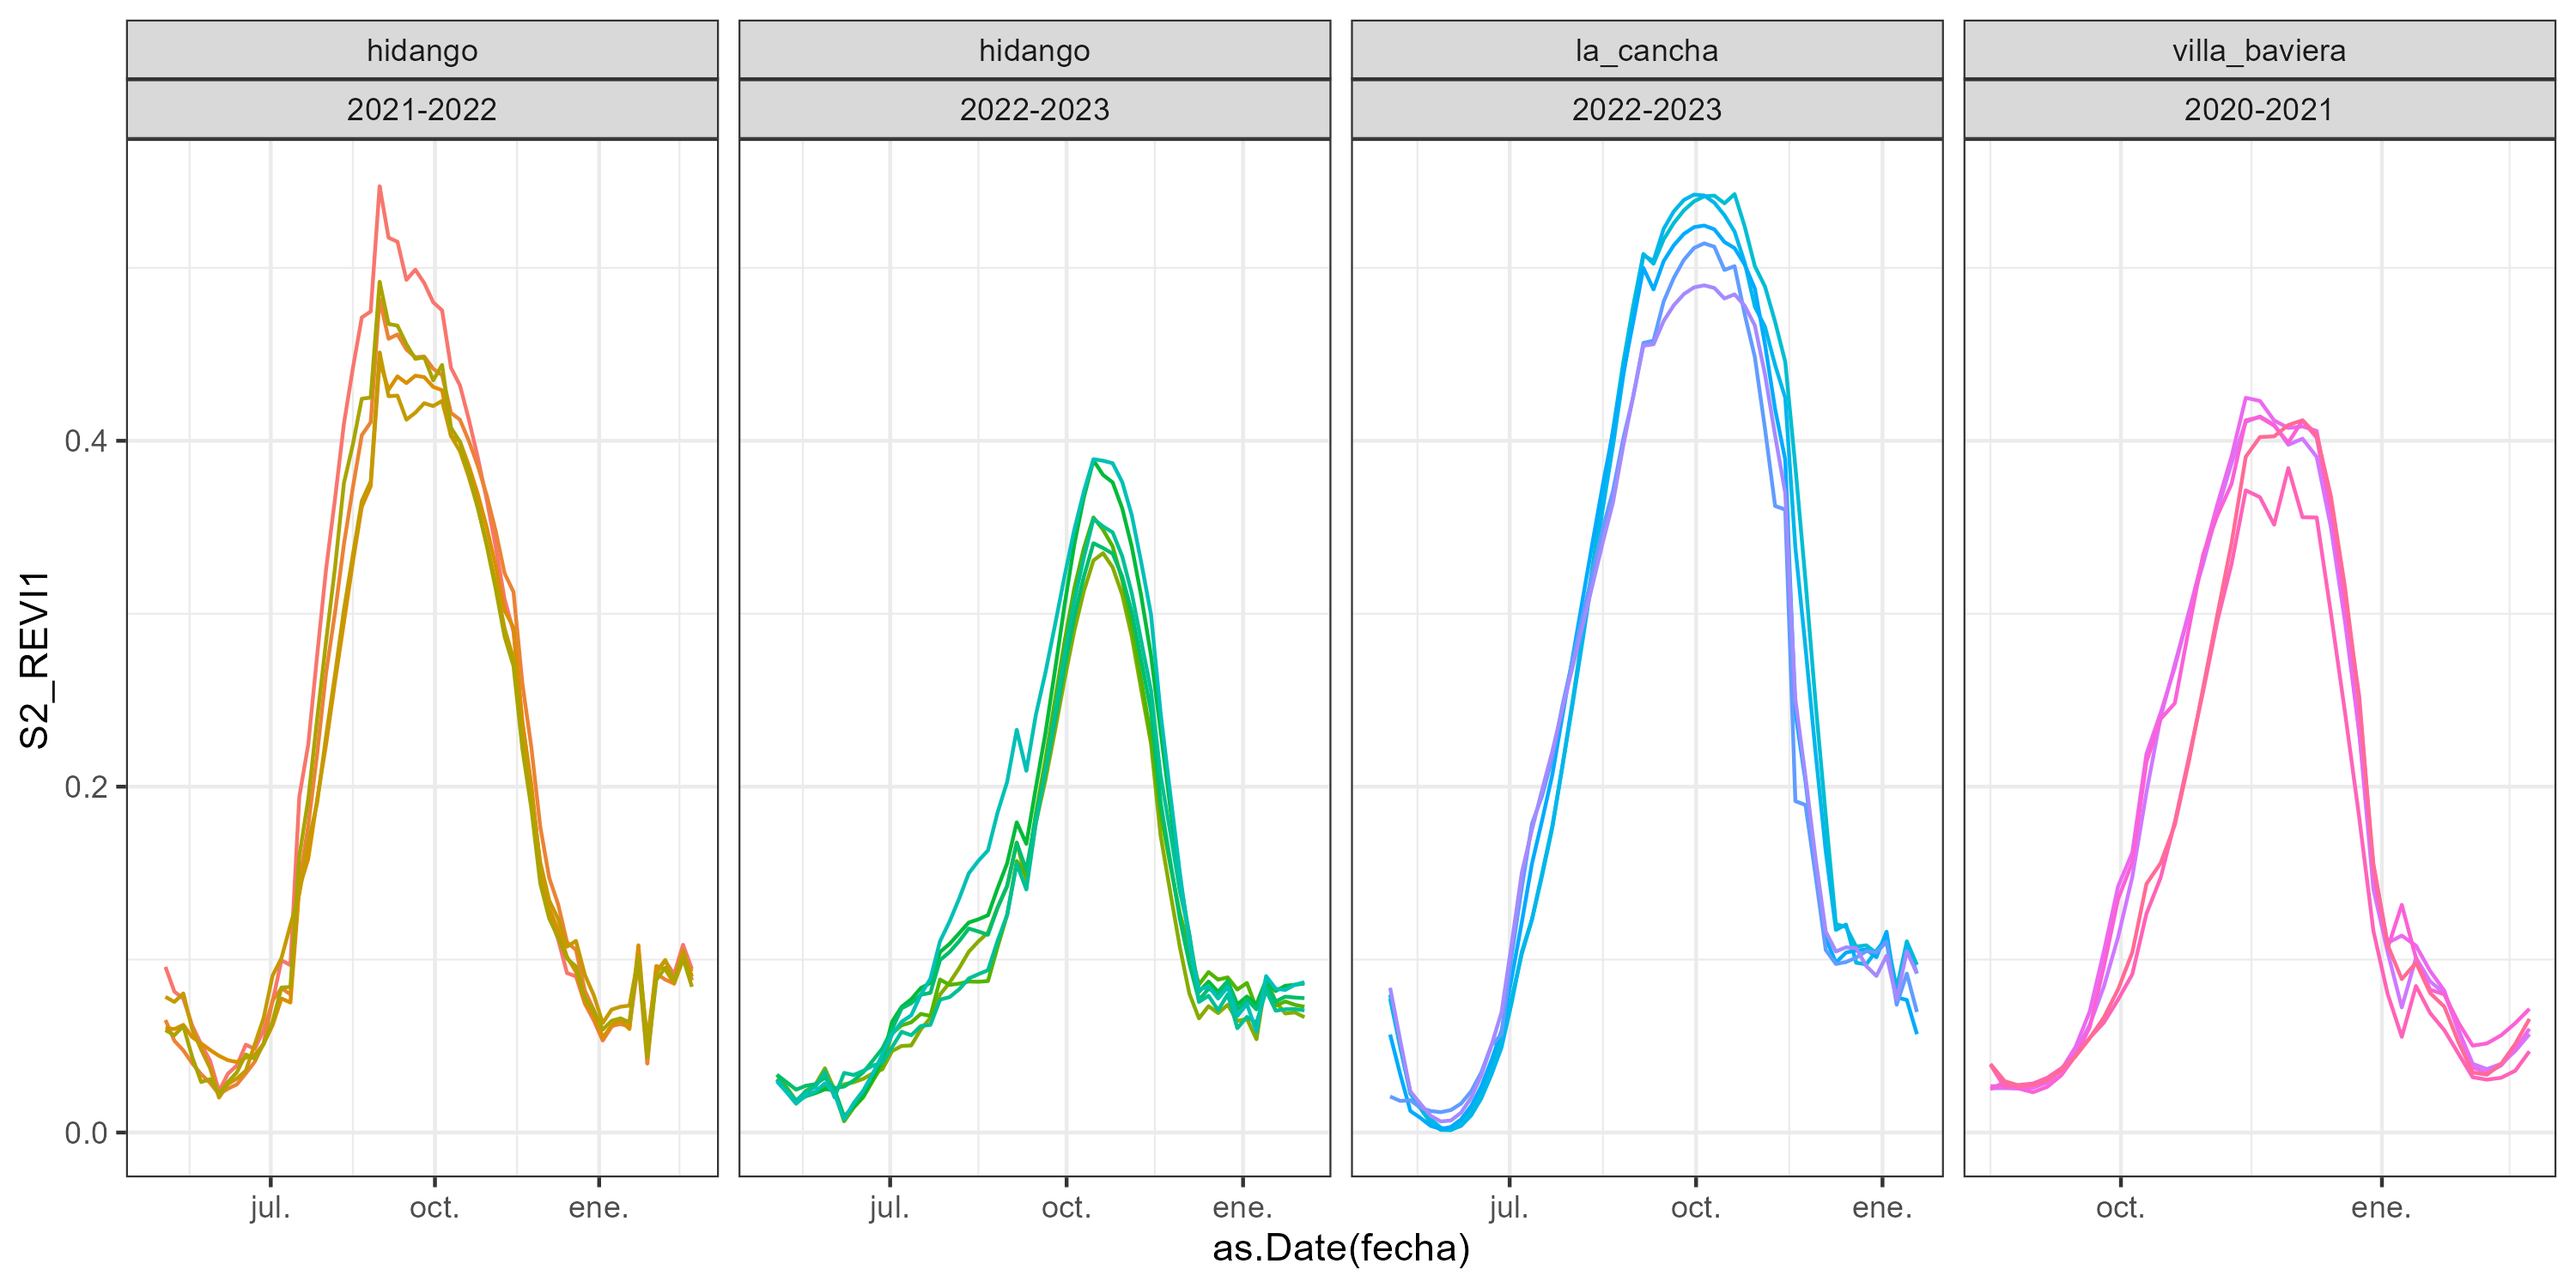 hidango
hidango
la_cancha
villa_baviera
2021-2022
2022-2023
2022-2023
2020-2021
S2_REVI1
0.4
0.2
0.0
jul. oct. ene.
jul. oct. ene.
jul. oct. ene.
oct. ene.
as.Date(fecha)